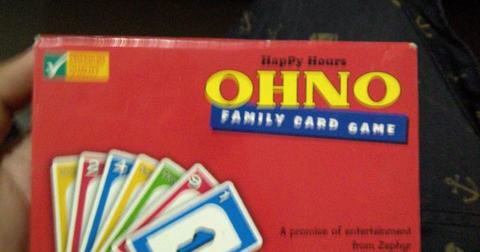 HapPy Hours
OHNO
FAMILY CARD GAME
A promise of entertainment
from Zephyr